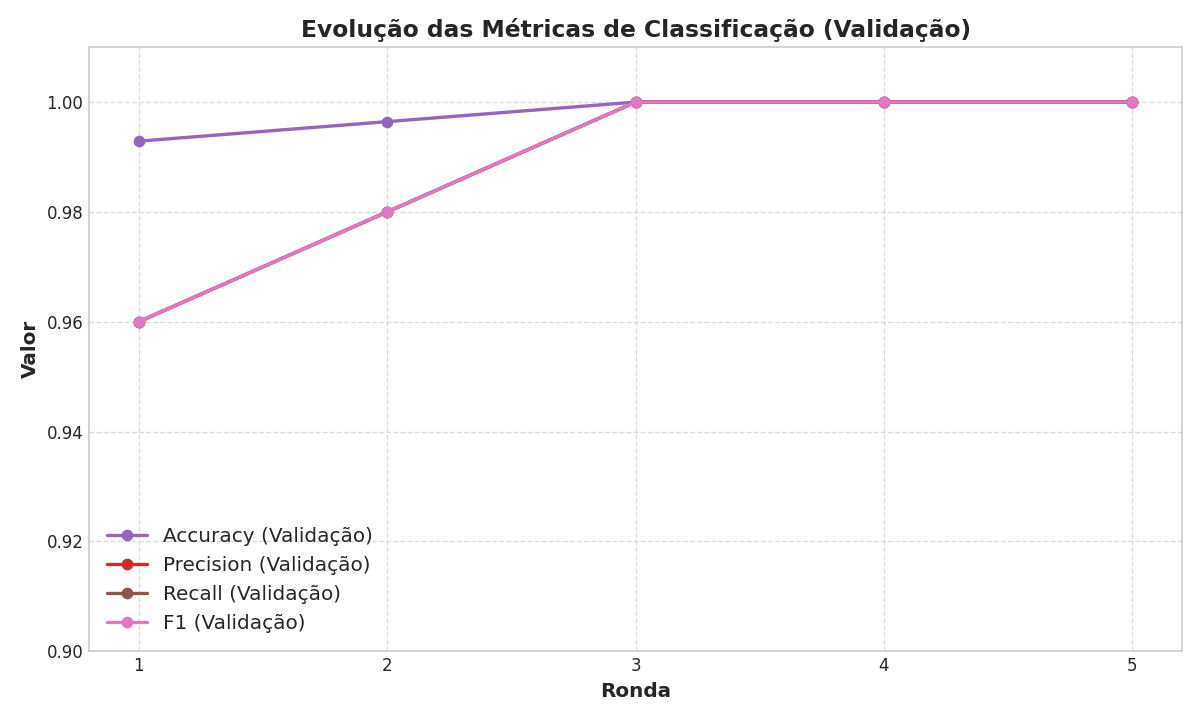 Evolução das Métricas de Classificação (Validação)
1.00
0.98
0.96
0.94
0.92
0.90
Valor
Accuracy (Validação)
Precision (Validação)
Recall (Validação)
F1 (Validação)
1 2 3 4 5
Ronda